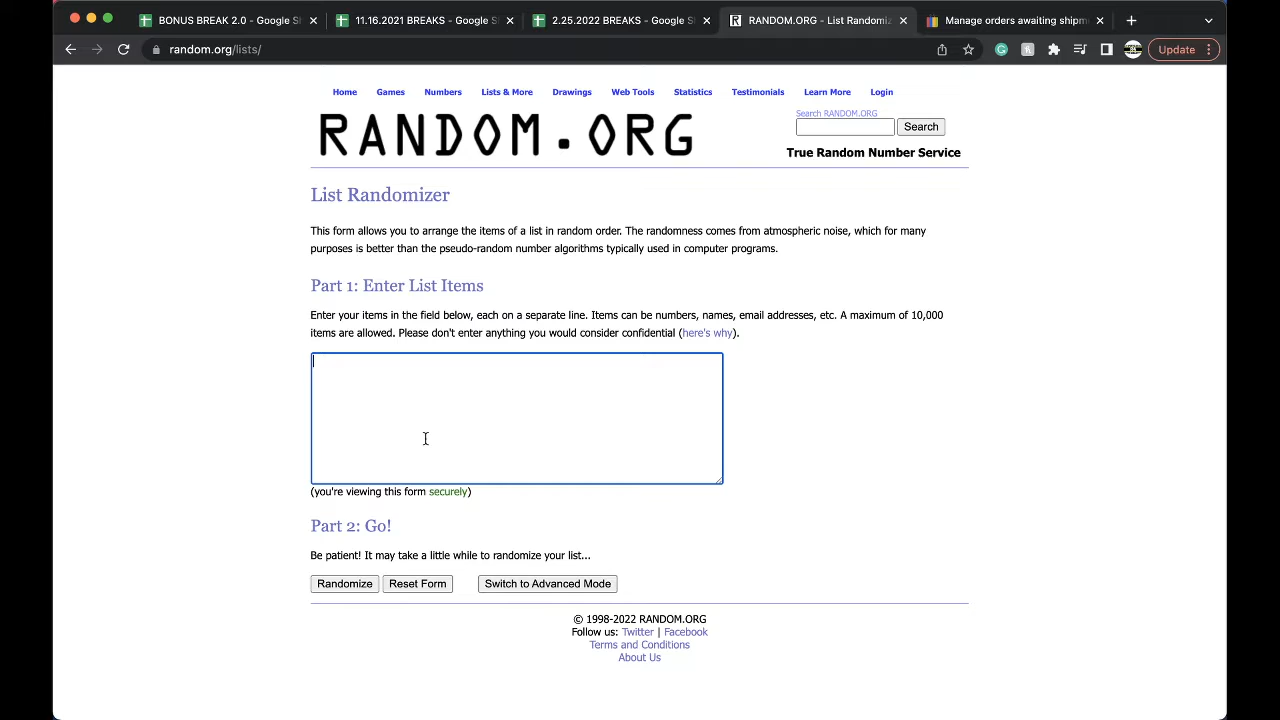 BONUS BREAK 2.0 - Google S
11.16.2021 BREAKS - Google S
2.25.2022 BREAKS - Google S
RANDOM.ORG - List Randomiz
Manage orders awaiting shipm
random.org/lists/
Update
Home Games Numbers Lists & More Drawings Web Tools Statistics Testimonials Learn More Login
Search RANDOM.ORG
RANDOM.ORG
Search
True Random Number Service
List Randomizer
This form allows you to arrange the items of a list in random order. The randomness comes from atmospheric noise, which for many
purposes is better than the pseudo-random number algorithms typically used in computer programs.
Part 1: Enter List Items
Enter your items in the field below, each on a separate line. Items can be numbers, names, email addresses, etc. A maximum of 10,000
items are allowed. Please don't enter anything you would consider confidential (here's why).
(you're viewing this form securely)
Part 2: Go!
Be patient! It may take a little while to randomize your list...
Randomize Reset Form Switch to Advanced Mode
© 1998-2022 RANDOM.ORG
Follow us: Twitter | Facebook
Terms and Conditions
About Us